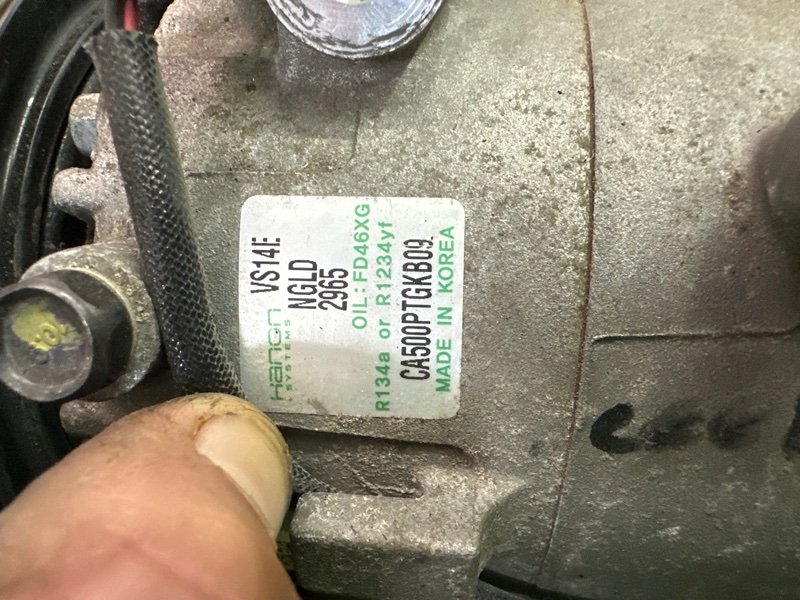 VS14E
NGLD
2965
hanon
SYSTEMS
OIL : FD46XG
R134a or R1234yf
CA500PTGKB09.
MADE IN KOREA